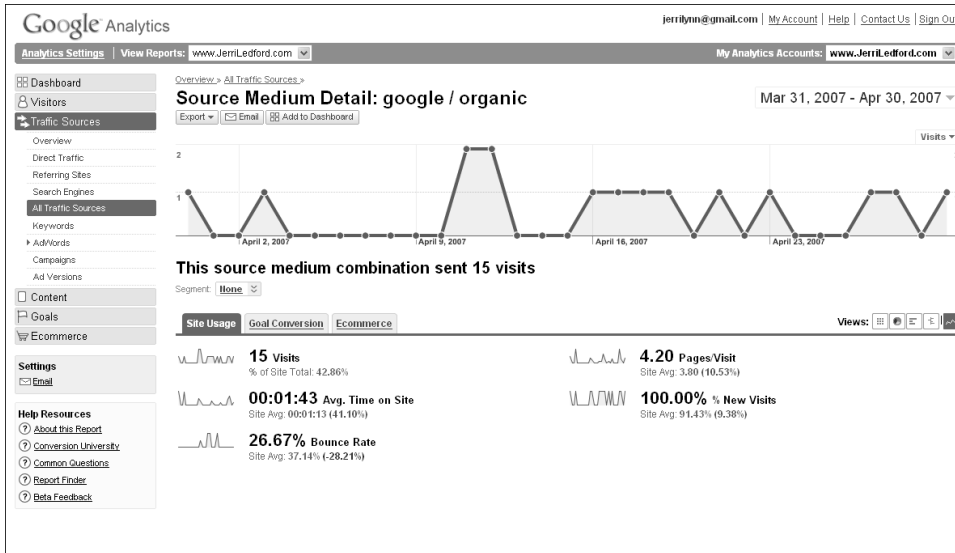 Google Analytics
jerrilynn@gmail.com | My Account | Help | Contact Us | Sign Ou
Analytics Settings | View Reports: www.JerriLedford.com
My Analytics Accounts: www.JerriLedford.com
Dashboard
Visitors
Traffic Sources
Overview
Direct Traffic
Referring Sites
Search Engines
All Traffic Sources
Keywords
AdWords
Campaigns
Ad Versions
Content
Goals
Ecommerce
Settings
Email
Help Resources
About this Report
Conversion University
Common Questions
Report Finder
Beta Feedback
Overview » All Traffic Sources »
Source Medium Detail: google / organic
Mar 31, 2007 - Apr 30, 2007
Export Email Add to Dashboard
Visits
2
1
April 2, 2007 April 9, 2007 April 16, 2007 April 23, 2007
This source medium combination sent 15 visits
Segment: None
Site Usage Goal Conversion Ecommerce
Views:
15 Visits
% of Site Total: 42.86%
4.20 Pages/Visit
Site Avg: 3.80 (10.53%)
00:01:43 Avg. Time on Site
Site Avg: 00:01:13 (41.10%)
100.00% % New Visits
Site Avg: 91.43% (9.38%)
26.67% Bounce Rate
Site Avg: 37.14% (-28.21%)